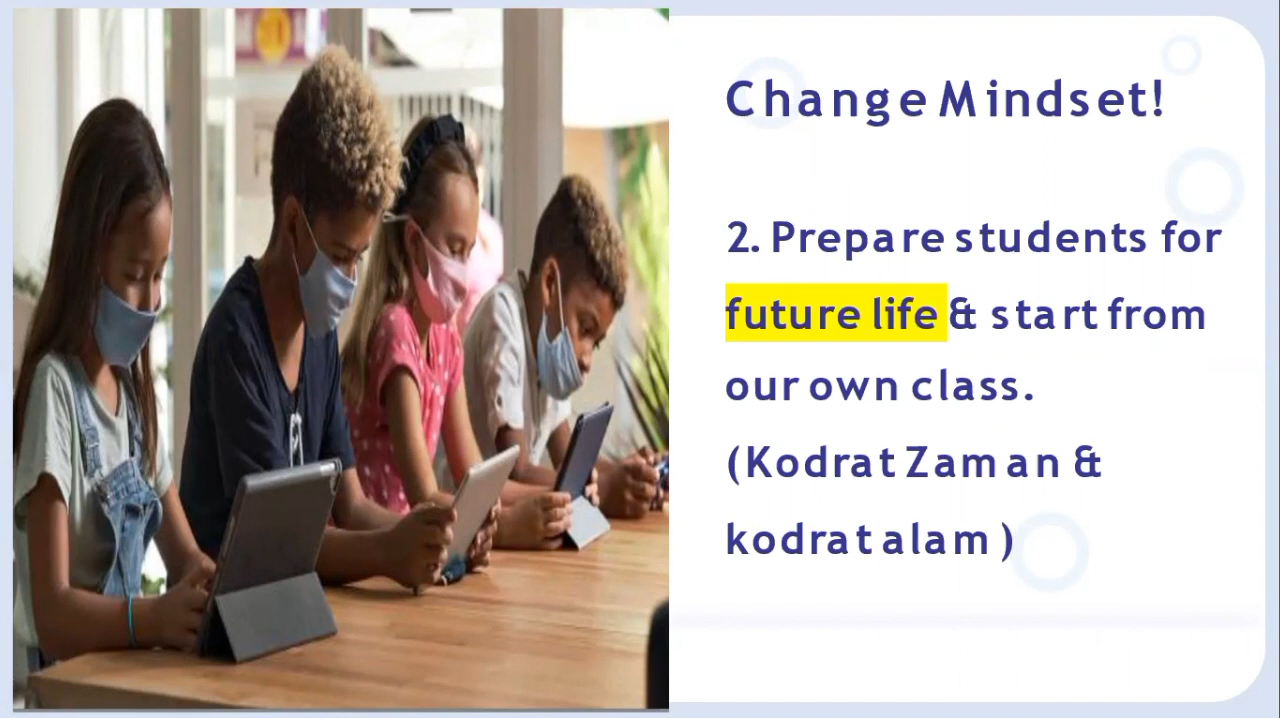 Change Mindset!
2. Prepare students for
future life & start from
our own class.
(Kodrat Zaman &
kodrat alam )